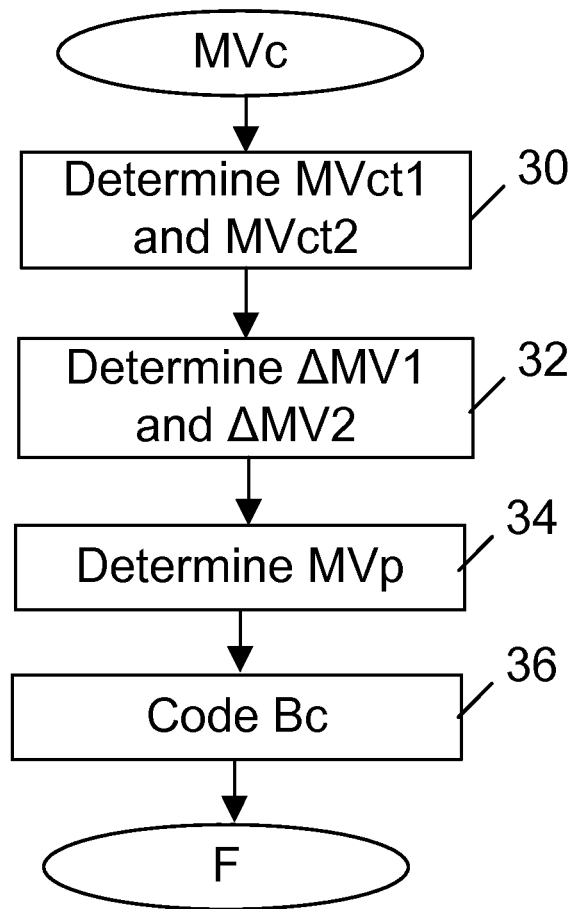 MVc
Determine MVct1
and MVct2
30
Determine ΔMV1
and ΔMV2
32
Determine MVp
34
Code Bc
36
F